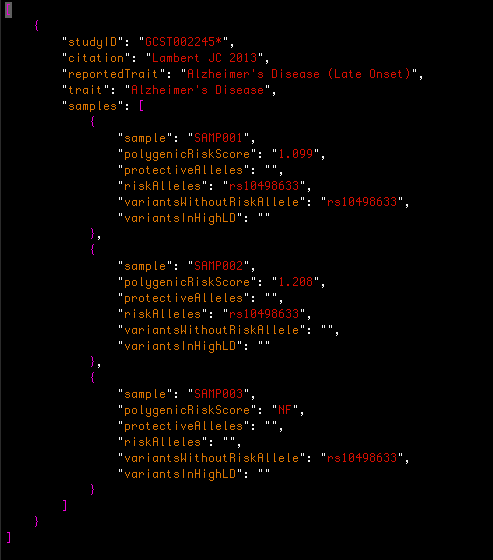 [
    {
        "studyID": "GCST002245*",
        "citation": "Lambert JC 2013",
        "reportedTrait": "Alzheimer's Disease (Late Onset)",
        "trait": "Alzheimer's Disease",
        "samples": [
            {
                "sample": "SAMP001",
                "polygenicRiskScore": "1.099",
                "protectiveAlleles": "",
                "riskAlleles": "rs10498633",
                "variantsWithoutRiskAllele": "rs10498633",
                "variantsInHighLD": ""
            },
            {
                "sample": "SAMP002",
                "polygenicRiskScore": "1.208",
                "protectiveAlleles": "",
                "riskAlleles": "rs10498633",
                "variantsWithoutRiskAllele": "",
                "variantsInHighLD": ""
            },
            {
                "sample": "SAMP003",
                "polygenicRiskScore": "NF",
                "protectiveAlleles": "",
                "riskAlleles": "",
                "variantsWithoutRiskAllele": "rs10498633",
                "variantsInHighLD": ""
            }
        ]
    }
]